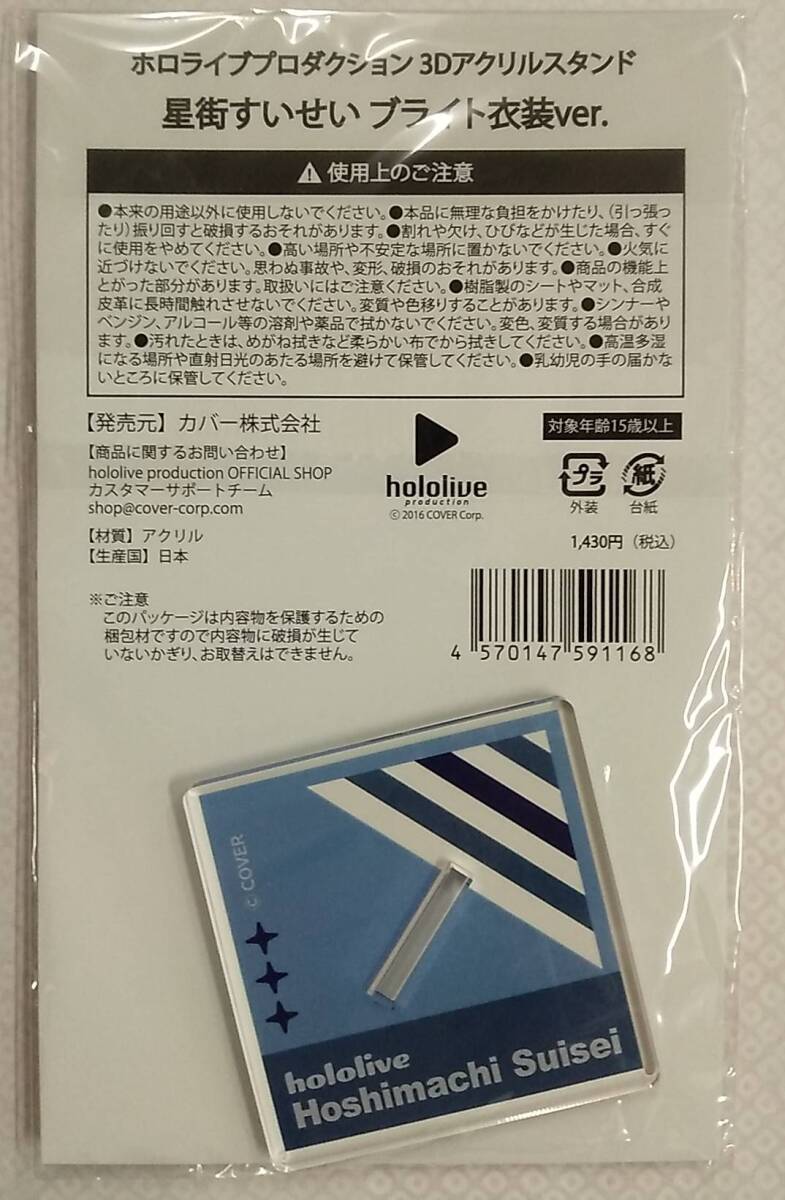 ホロライブプロダクション 3Dアクリルスタンド
星街すいせい ブライト衣装ver.
使用上のご注意
●本来の用途以外に使用しないでください。●本品に無理な負担をかけたり、(引っ張っ
たり)振り回すと破損するおそれがあります。●割れや欠け、ひびなどが生じた場合、すぐ
に使用をやめてください。●高い場所や不安定な場所に置かないでください。●火気に
近づけないでください。思わぬ事故や、変形、破損のおそれがあります。●商品の機能上
とがった部分があります。取扱いにはご注意ください。●樹脂製のシートやマット、合成
皮革に長時間触れさせないでください。変質や色移りすることがあります。●シンナーや
ベンジン、アルコール等の溶剤や薬品で拭かないでください。変色、変質する場合があり
ます。●汚れたときは、めがね拭きなど柔らかい布でから拭きしてください。●高温多湿
になる場所や直射日光のあたる場所を避けて保管してください。●乳幼児の手の届かな
いところに保管してください。
【発売元】カバー株式会社
【商品に関するお問い合わせ】
hololive production OFFICIAL SHOP
カスタマーサポートチーム
shop@cover-corp.com
【材質】アクリル
【生産国】日本
hololive
production
© 2016 COVER Corp.
対象年齢15歳以上
プラ
外装
紙
台紙
1,430円（税込）
※ご注意
このパッケージは内容物を保護するための
梱包材ですので内容物に破損が生じて
いないかぎり、お取替えはできません。
4 570147 591168
© COVER
hololive
Hoshimachi Suisei